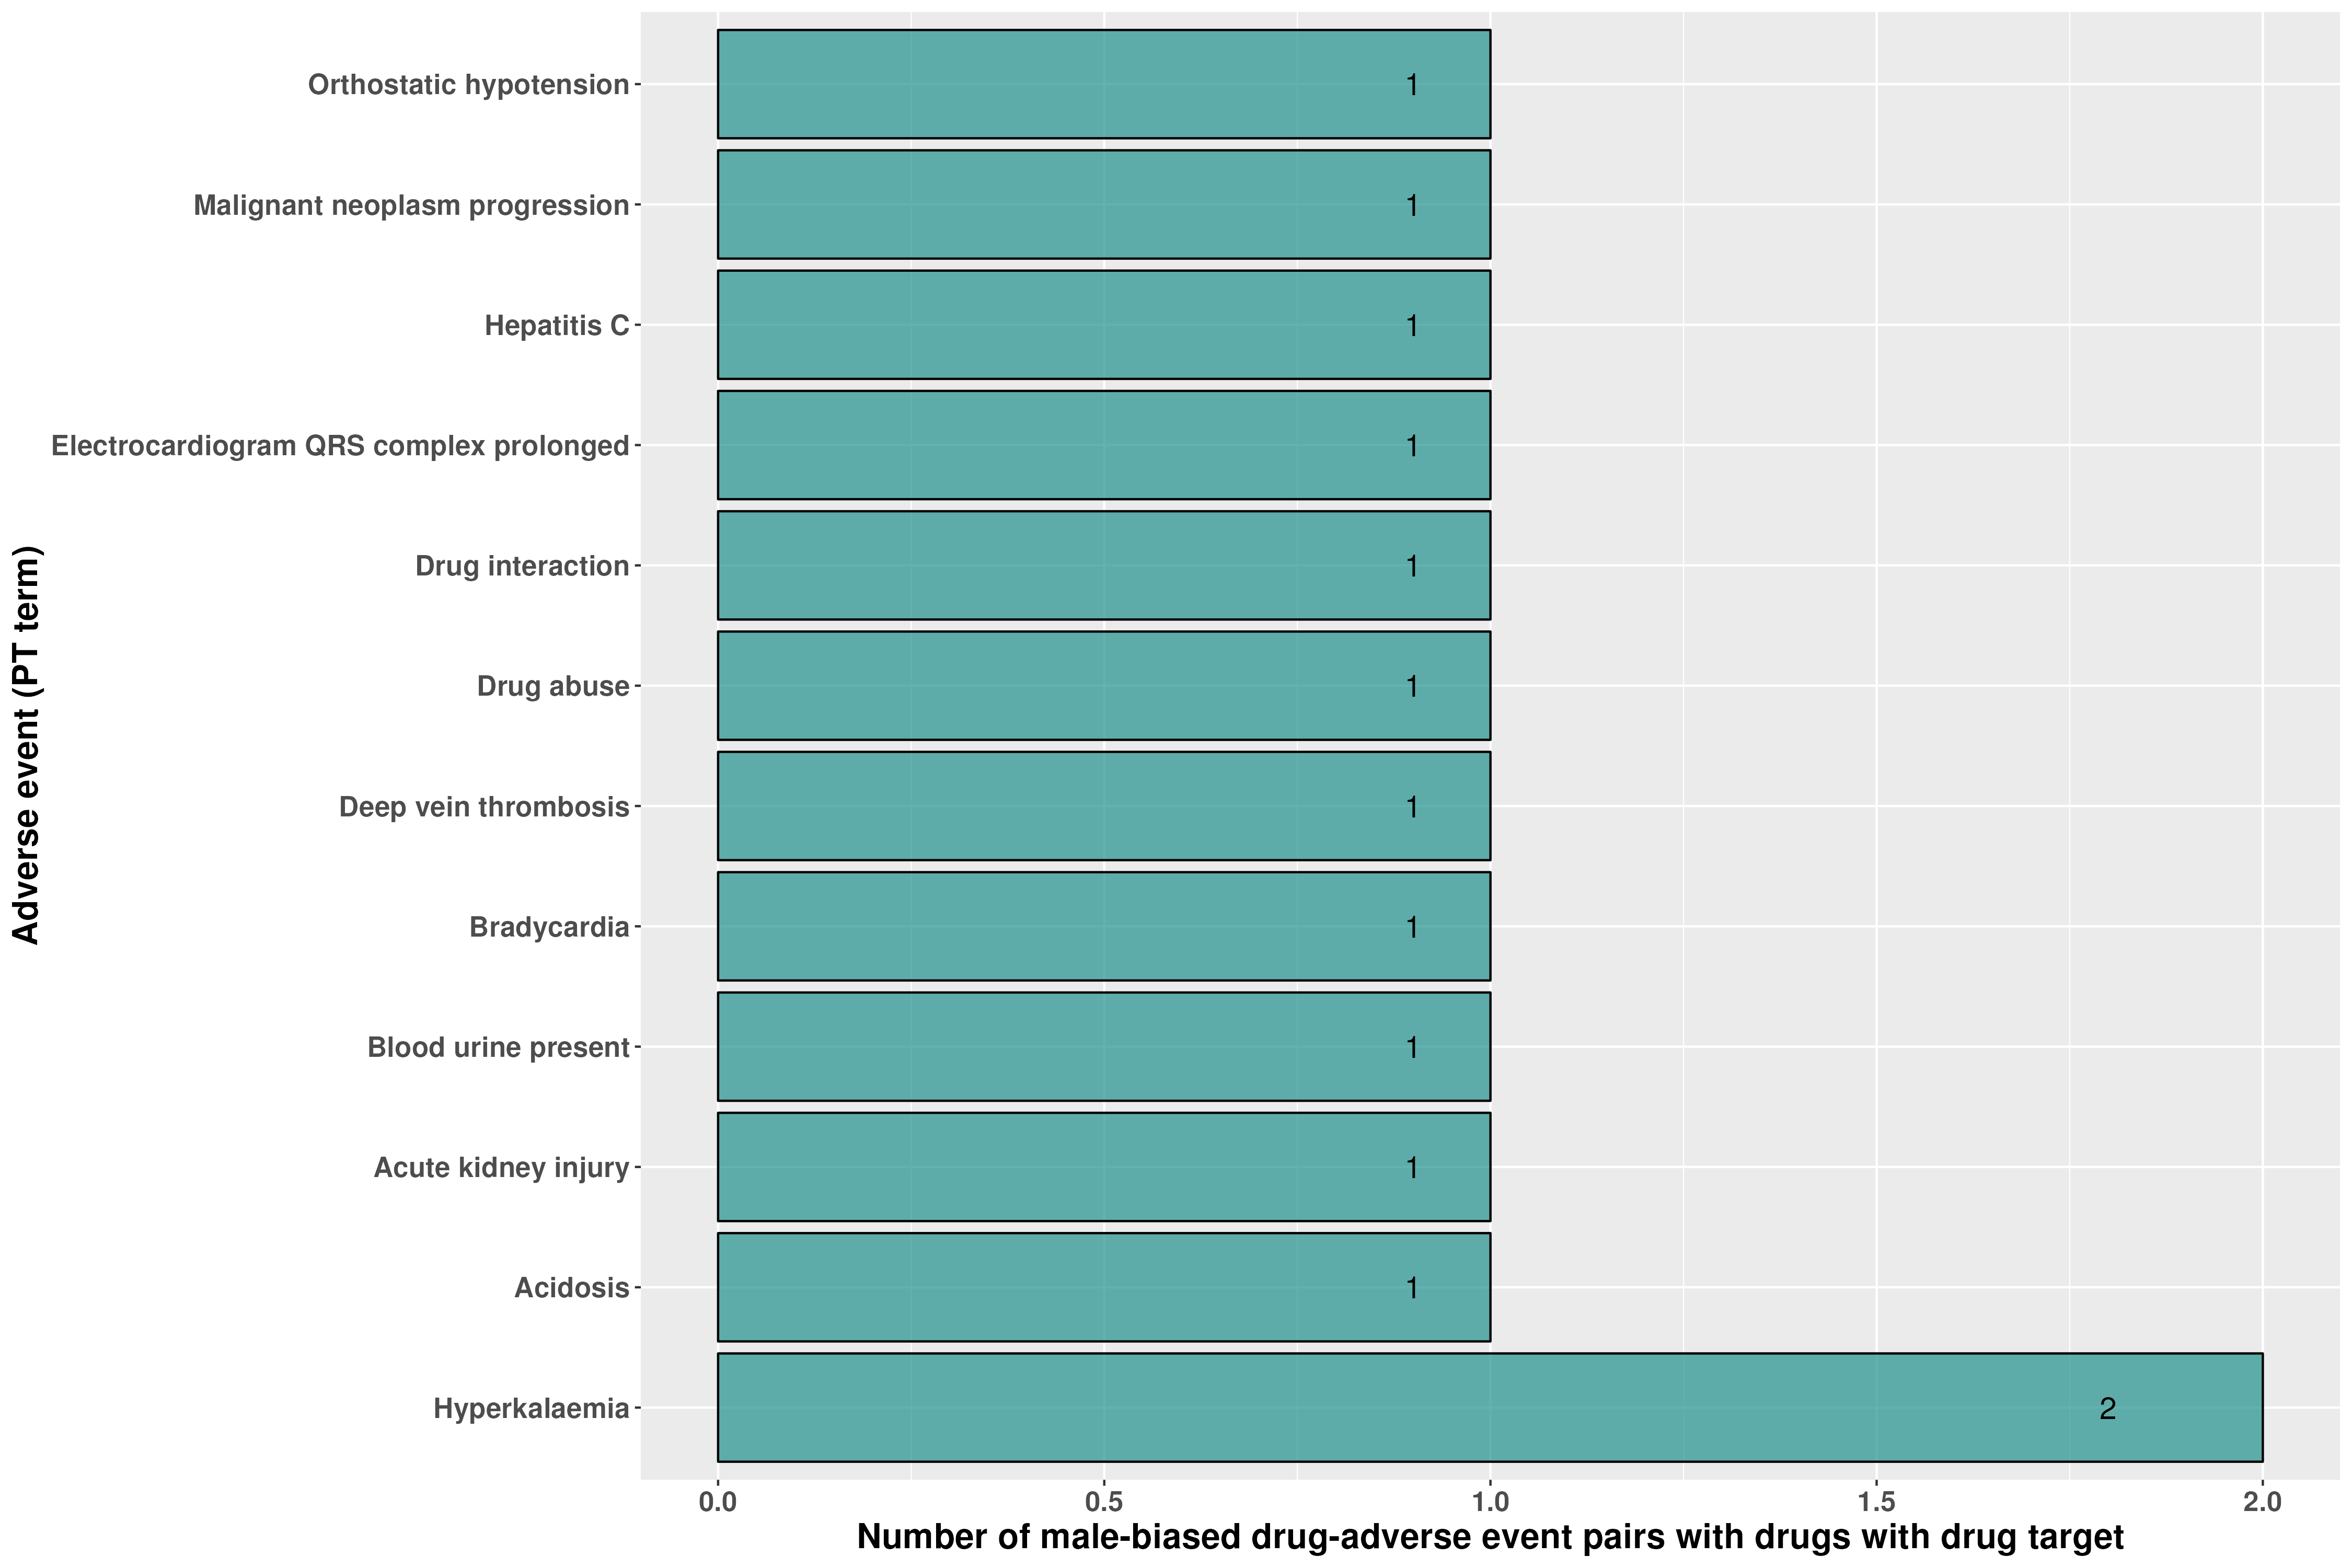 Adverse event (PT term)
Orthostatic hypotension 1
Malignant neoplasm progression 1
Hepatitis C 1
Electrocardiogram QRS complex prolonged 1
Drug interaction 1
Drug abuse 1
Deep vein thrombosis 1
Bradycardia 1
Blood urine present 1
Acute kidney injury 1
Acidosis 1
Hyperkalaemia 2
0.0 0.5 1.0 1.5 2.0
Number of male-biased drug-adverse event pairs with drugs with drug target